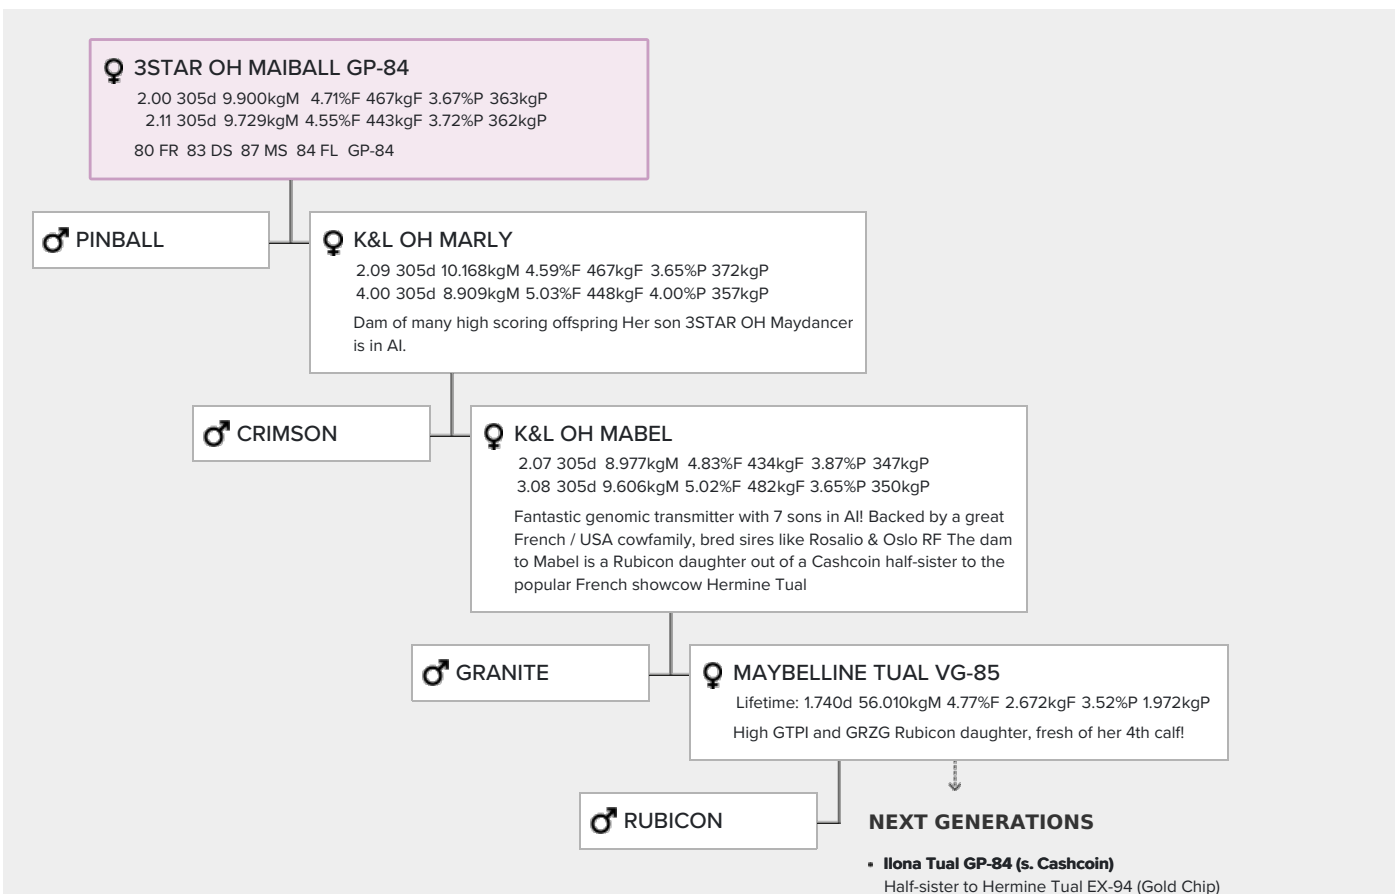 3STAR OH MAIBALL GP-84
2.00 305d 9.900kgM 4.71%F 467kgF 3.67%P 363kgP
2.11 305d 9.729kgM 4.55%F 443kgF 3.72%P 362kgP
80 FR 83 DS 87 MS 84 FL GP-84
PINBALL
K&L OH MARLY
2.09 305d 10.168kgM 4.59%F 467kgF 3.65%P 372kgP
4.00 305d 8.909kgM 5.03%F 448kgF 4.00%P 357kgP
Dam of many high scoring offspring Her son 3STAR OH Maydancer
is in AI.
CRIMSON
K&L OH MABEL
2.07 305d 8.977kgM 4.83%F 434kgF 3.87%P 347kgP
3.08 305d 9.606kgM 5.02%F 482kgF 3.65%P 350kgP
Fantastic genomic transmitter with 7 sons in AI! Backed by a great
French / USA cowfamily, bred sires like Rosalio & Oslo RF The dam
to Mabel is a Rubicon daughter out of a Cashcoin half-sister to the
popular French showcow Hermine Tual
GRANITE
MAYBELLINE TUAL VG-85
Lifetime: 1.740d 56.010kgM 4.77%F 2.672kgF 3.52%P 1.972kgP
High GTPI and GRZG Rubicon daughter, fresh of her 4th calf!
RUBICON
NEXT GENERATIONS
• Ilona Tual GP-84 (s. Cashcoin)
Half-sister to Hermine Tual EX-94 (Gold Chip)